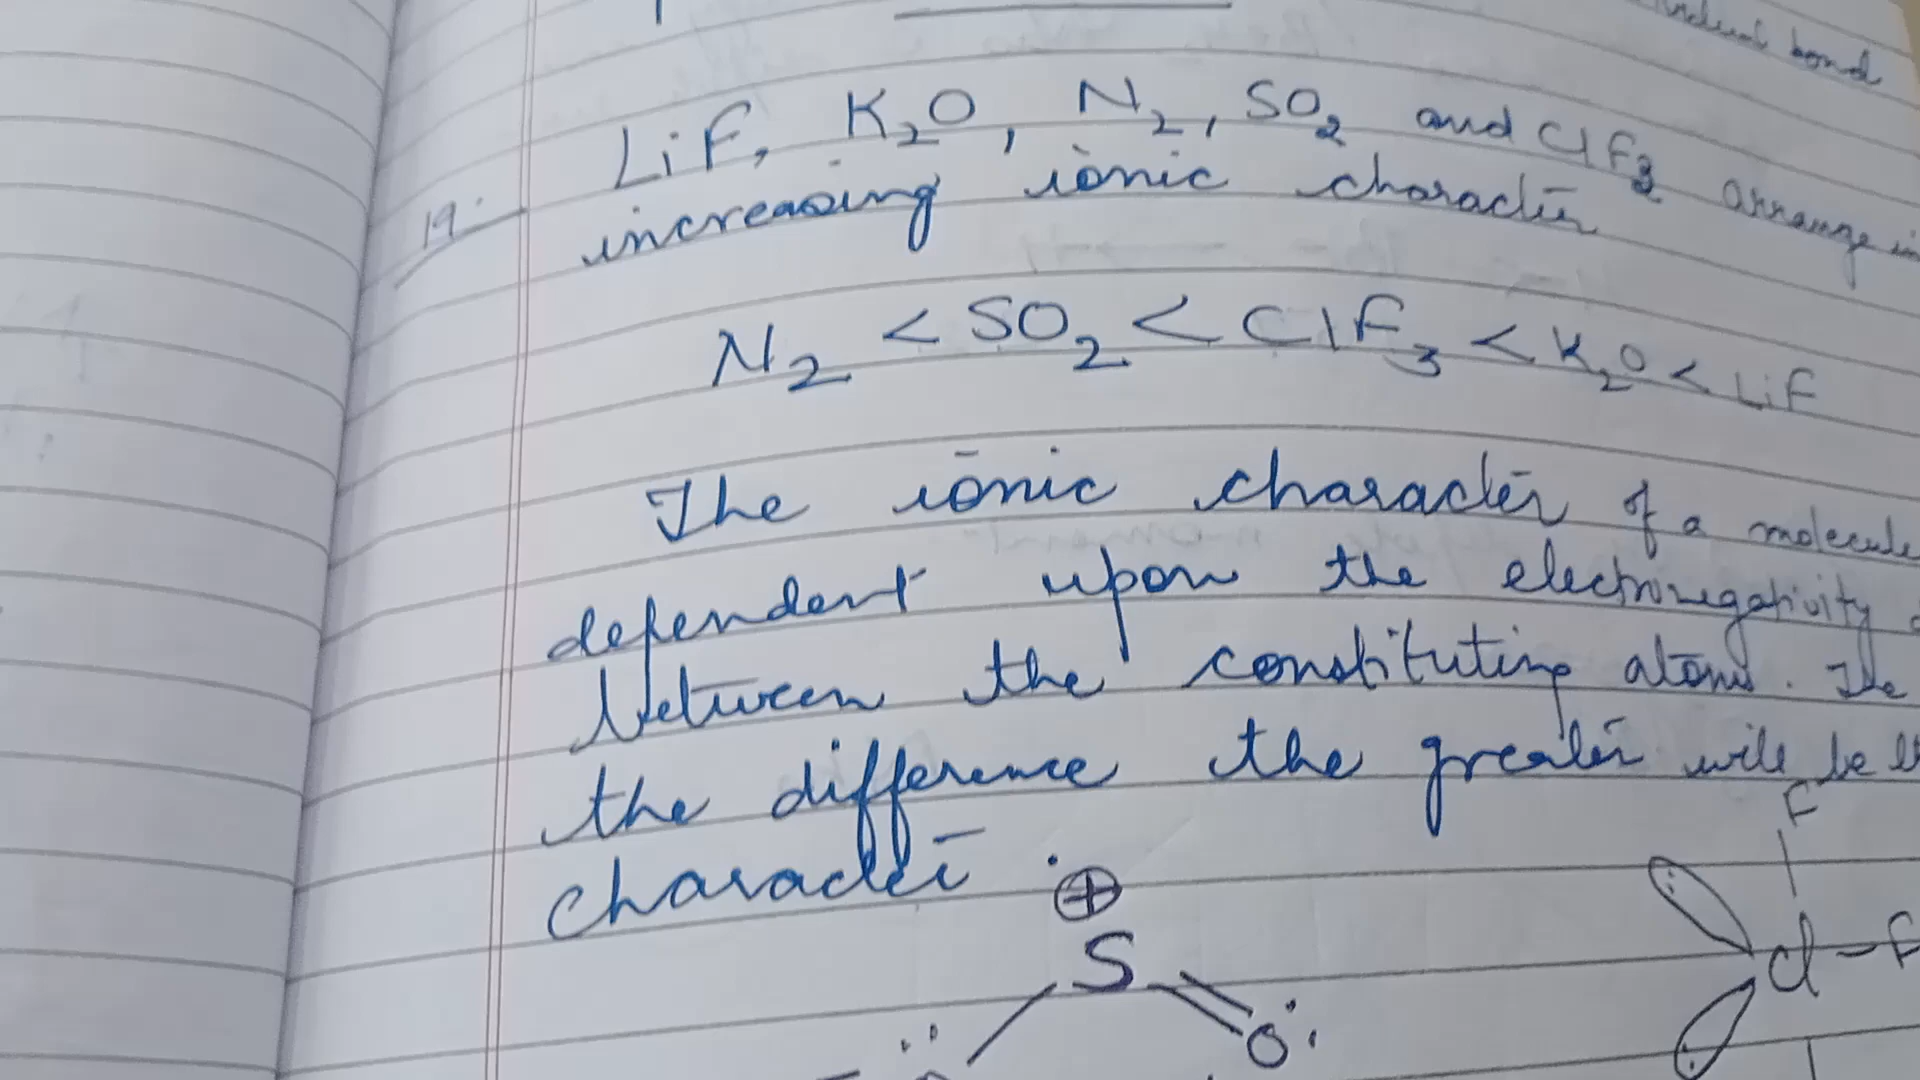 bond
LiF, K₂O, N₂, SO₂ and ClF₃ arrange in
19. increasing ionic character
N₂ < SO₂ < ClF₃ < K₂O < LiF
The ionic character of a molecule
dependent upon the electronegativity
between the constituting atoms. The
the difference the greater will be
character
F
⊕
S
Cl–F
O